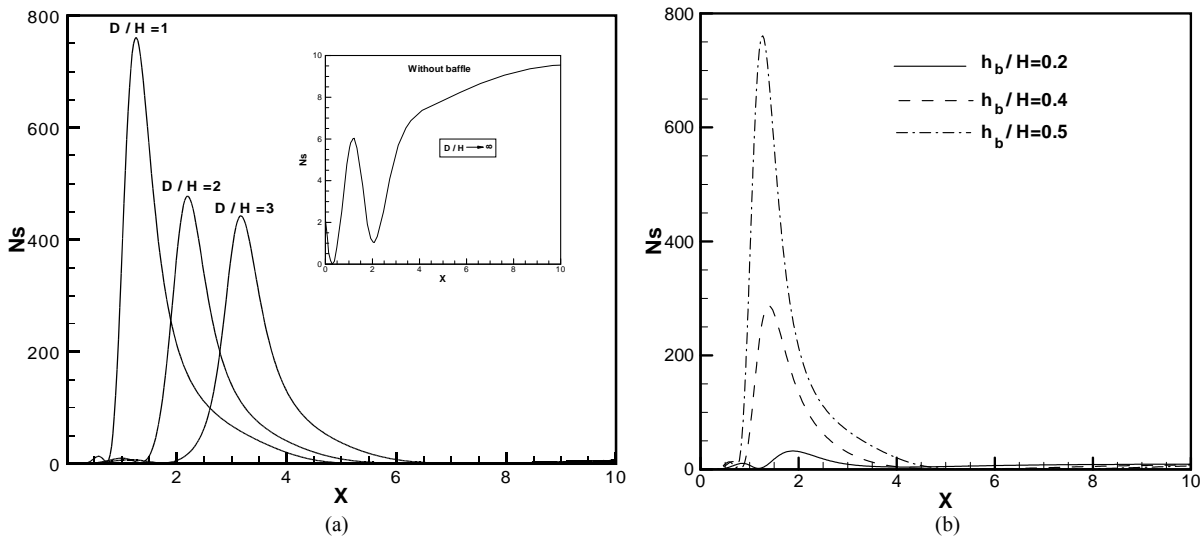 800
600
400
200
0
Ns
D / H =1
D / H =2
D / H =3
2
4
6
8
10
X
(a)
10
8
6
4
2
0
Ns
Without baffle
D / H → 8
0
2
4
6
8
10
X
800
600
400
200
0
Ns
h_b / H=0.2
h_b / H=0.4
h_b / H=0.5
0
2
4
6
8
10
X
(b)